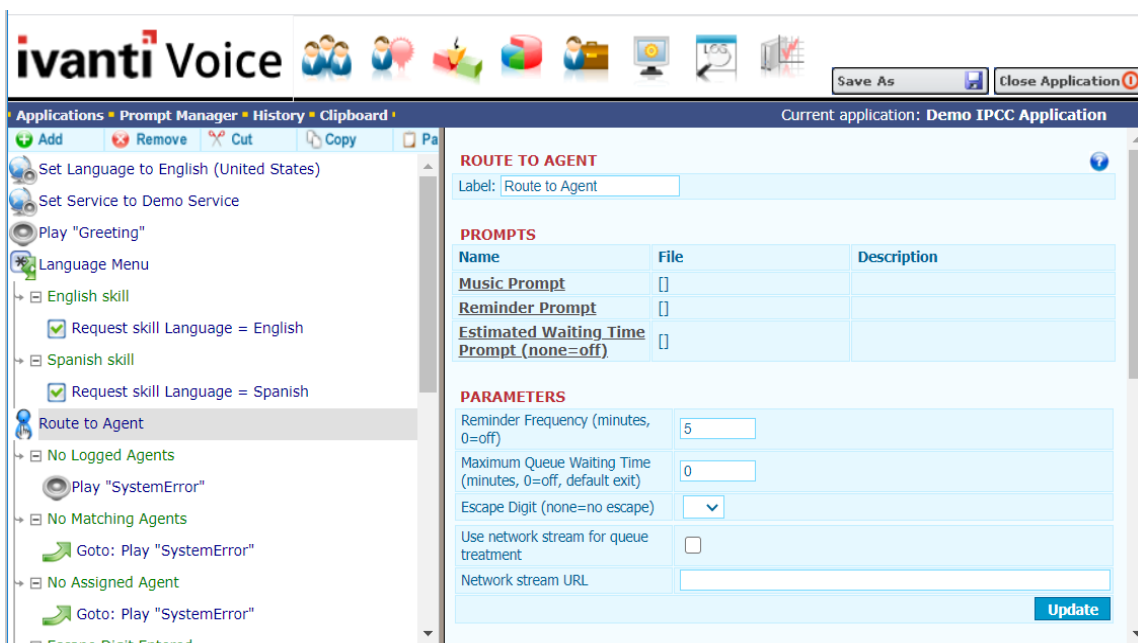 ivanti Voice
LOG
Save As
Close Application
Applications Prompt Manager History Clipboard
Current application: Demo IPCC Application
Add Remove Cut Copy Pa
Set Language to English (United States)
Set Service to Demo Service
Play "Greeting"
Language Menu
English skill
Request skill Language = English
Spanish skill
Request skill Language = Spanish
Route to Agent
No Logged Agents
Play "SystemError"
No Matching Agents
Goto: Play "SystemError"
No Assigned Agent
Goto: Play "SystemError"
Escape Digit Entered
ROUTE TO AGENT
Label: Route to Agent
PROMPTS
Name File Description
Music Prompt []
Reminder Prompt []
Estimated Waiting Time
Prompt (none=off) []
PARAMETERS
Reminder Frequency (minutes,
0=off) 5
Maximum Queue Waiting Time
(minutes, 0=off, default exit) 0
Escape Digit (none=no escape)
Use network stream for queue
treatment
Network stream URL
Update